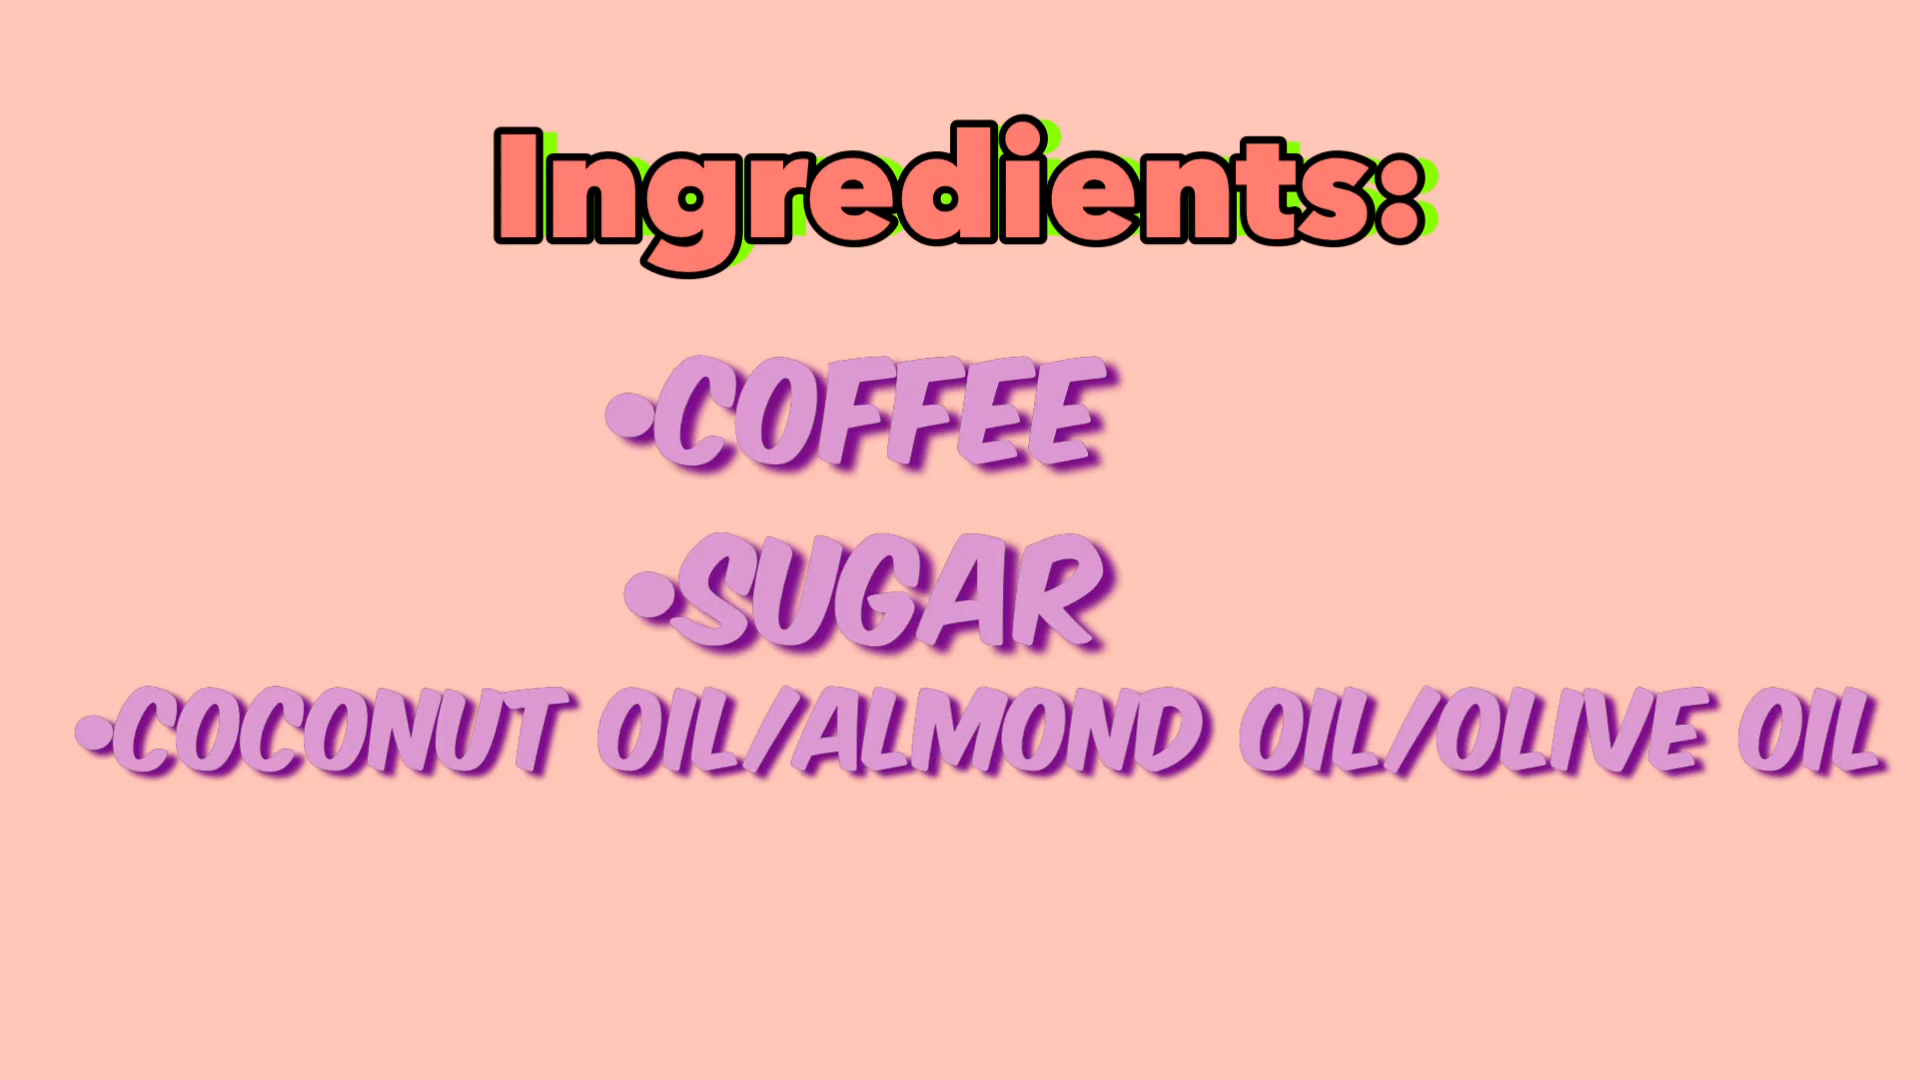 Ingredients:
•COFFEE
•SUGAR
•COCONUT OIL/ALMOND OIL/OLIVE OIL